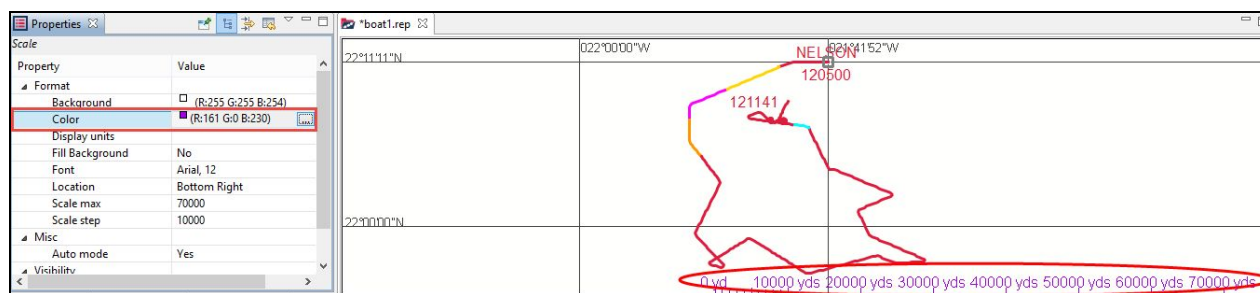 Properties
Scale
Property Value
Format
Background (R:255 G:255 B:254)
Color (R:161 G:0 B:230) ...
Display units
Fill Background No
Font Arial, 12
Location Bottom Right
Scale max 70000
Scale step 10000
Misc
Auto mode Yes
Visibility
*boat1.rep
022°00'00"W 021°41'52"W
22°11'11"N
NELSON
120500
121141
22°00'00"N
0 yd 10000 yds 20000 yds 30000 yds 40000 yds 50000 yds 60000 yds 70000 yds